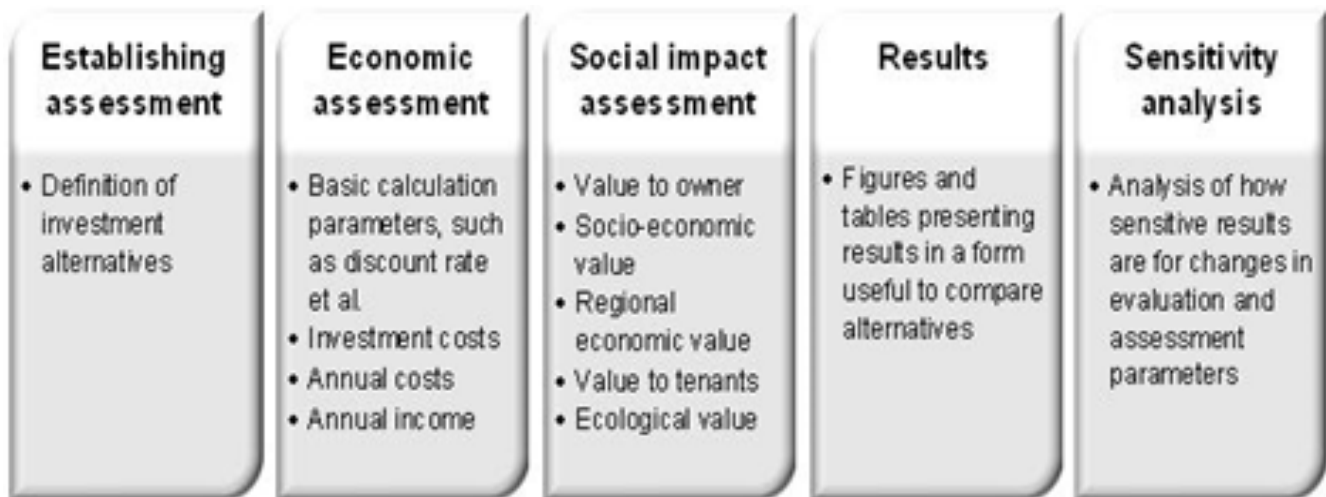 Establishing
assessment
• Definition of
investment
alternatives
Economic
assessment
• Basic calculation
parameters, such
as discount rate
et al.
• Investment costs
• Annual costs
• Annual income
Social impact
assessment
• Value to owner
• Socio-economic
value
• Regional
economic value
• Value to tenants
• Ecological value
Results
• Figures and
tables presenting
results in a form
useful to compare
alternatives
Sensitivity
analysis
• Analysis of how
sensitive results
are for changes in
evaluation and
assessment
parameters